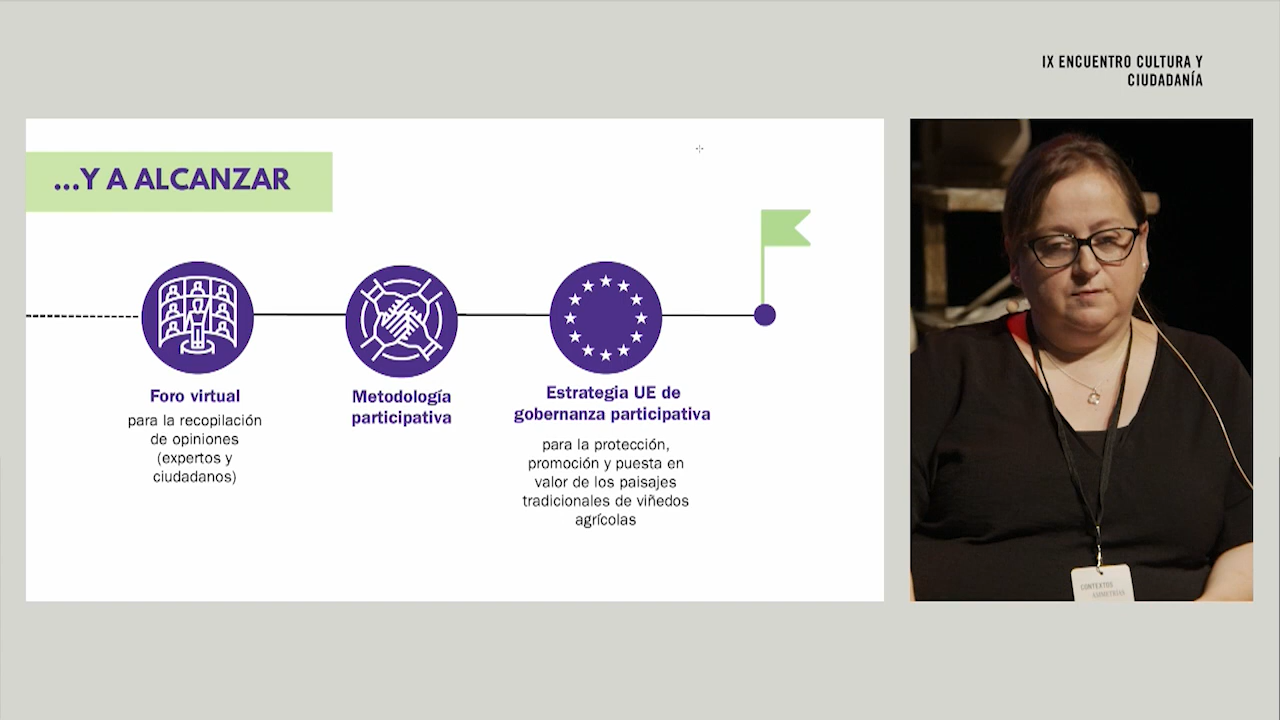 IX ENCUENTRO CULTURA Y
CIUDADANÍA
...Y A ALCANZAR
Foro virtual
para la recopilación
de opiniones
(expertos y
ciudadanos)
Metodología
participativa
Estrategia UE de
gobernanza participativa
para la protección,
promoción y puesta en
valor de los paisajes
tradicionales de viñedos
agrícolas
CONTEXTOS